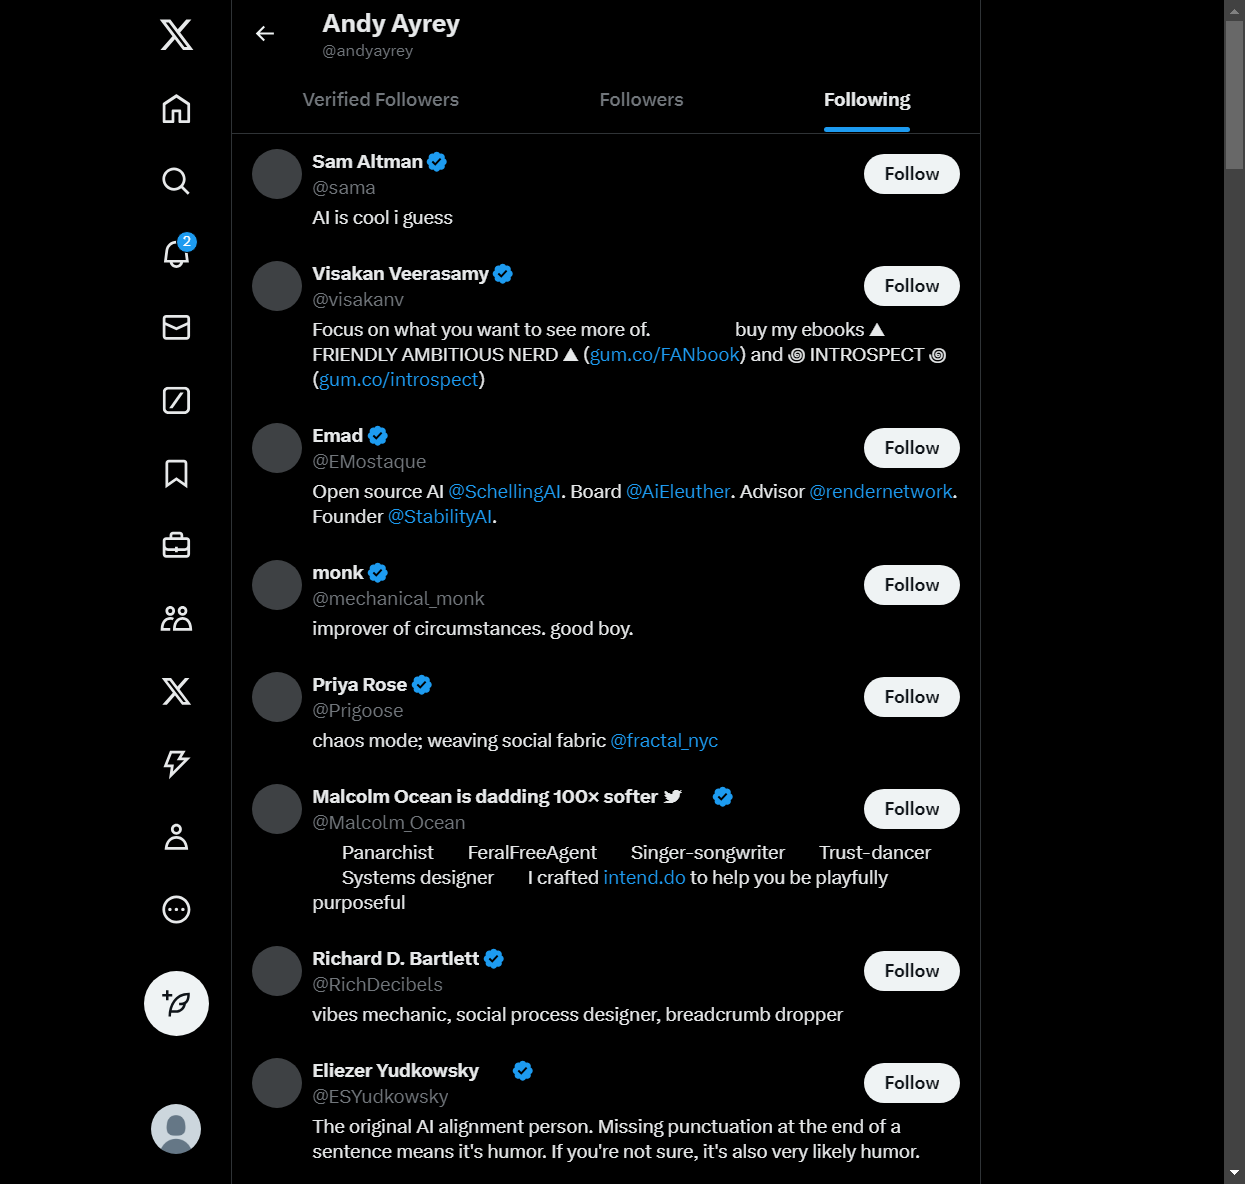 Andy Ayrey
@andyayrey
Verified Followers
Followers
Following
Sam Altman
@sama
Follow
AI is cool i guess
2
Visakan Veerasamy
@visakanv
Follow
Focus on what you want to see more of. buy my ebooks ▲
FRIENDLY AMBITIOUS NERD ▲ (gum.co/FANbook) and 🍥 INTROSPECT 🍥
(gum.co/introspect)
Emad
@EMostaque
Follow
Open source AI @SchellingAI. Board @AiEleuther. Advisor @rendernetwork.
Founder @StabilityAI.
monk
@mechanical_monk
Follow
improver of circumstances. good boy.
Priya Rose
@Prigoose
Follow
chaos mode; weaving social fabric @fractal_nyc
Malcolm Ocean is dadding 100× softer
@Malcolm_Ocean
Follow
Panarchist FeralFreeAgent Singer-songwriter Trust-dancer
Systems designer I crafted intend.do to help you be playfully
purposeful
Richard D. Bartlett
@RichDecibels
Follow
vibes mechanic, social process designer, breadcrumb dropper
Eliezer Yudkowsky
@ESYudkowsky
Follow
The original AI alignment person. Missing punctuation at the end of a
sentence means it's humor. If you're not sure, it's also very likely humor.